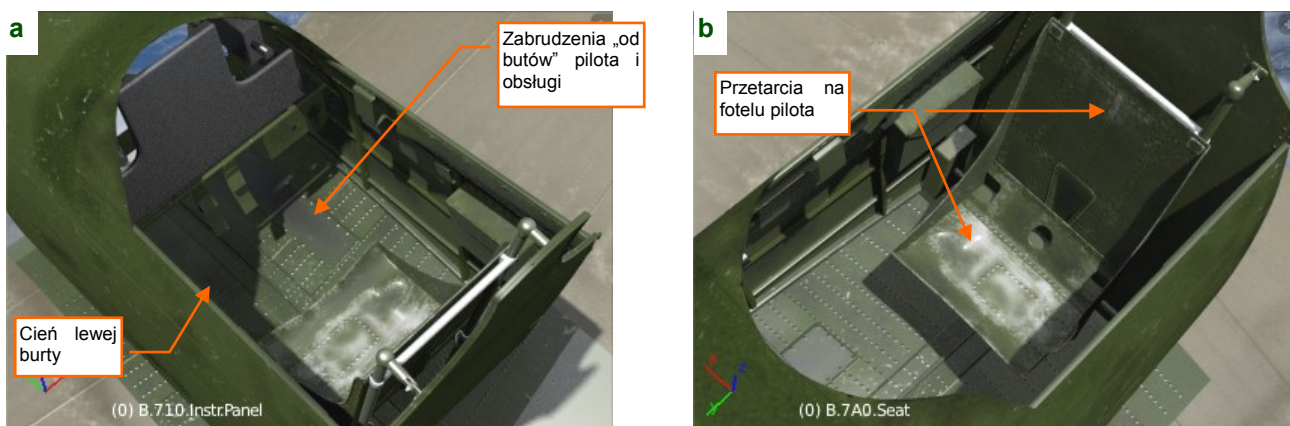 a
Zabrudzenia „od
butów” pilota i
obsługi
Cień lewej
burty
(0) B.710.Instr.Panel
b
Przetarcia na
fotelu pilota
x
z
y
(0) B.7A0.Seat